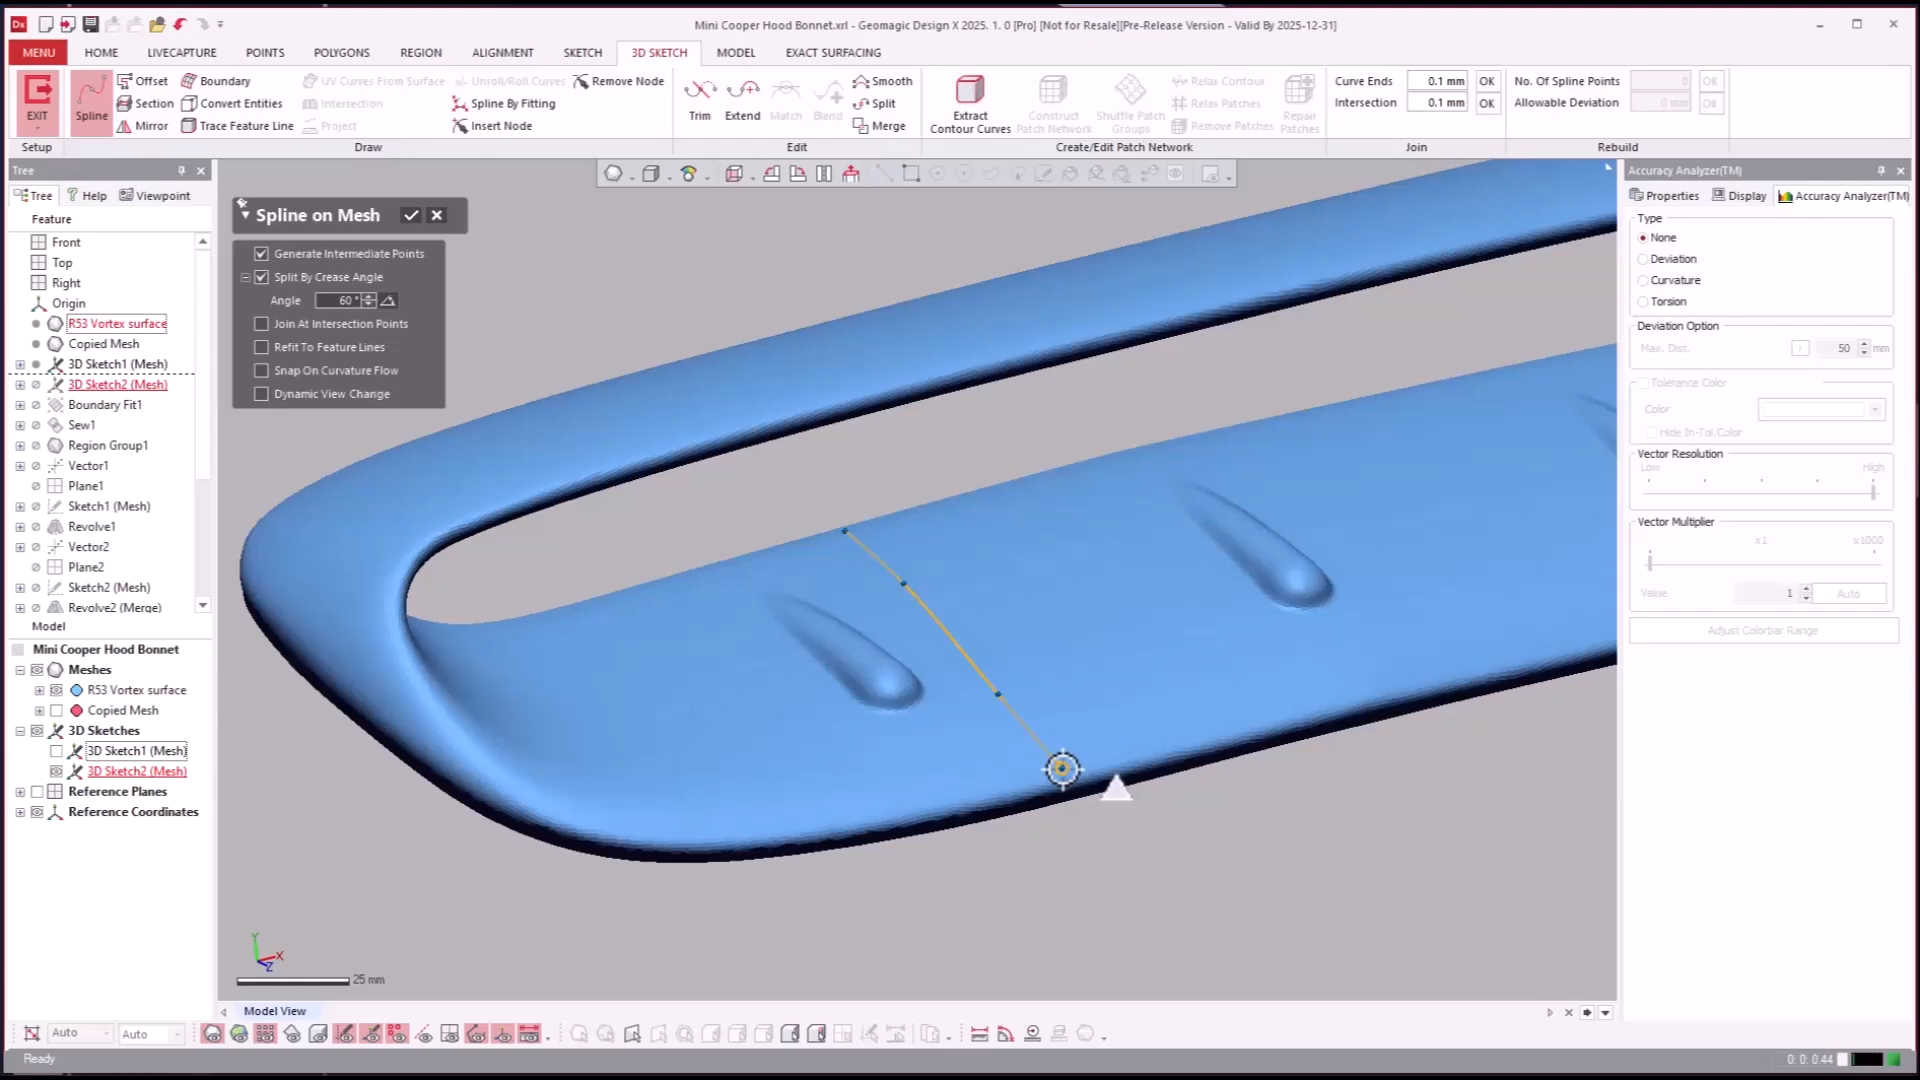 Dx
Mini Cooper Hood Bonnet.xrl - Geomagic Design X 2025. 1. 0 [Pro] [Not for Resale][Pre-Release Version - Valid By 2025-12-31]
MENU HOME LIVECAPTURE POINTS POLYGONS REGION ALIGNMENT SKETCH 3D SKETCH MODEL EXACT SURFACING
EXIT
Setup
Spline
Offset Boundary UV Curves From Surface Unroll/Roll Curves Remove Node
Section Convert Entities Intersection Spline By Fitting
Mirror Trace Feature Line Project Insert Node
Draw
Trim Extend Match Blend
Smooth
Split
Merge
Edit
Extract Contour Curves
Construct Patch Network
Shuffle Patch Groups
Relax Contour
Relax Patches
Remove Patches
Repair Patches
Create/Edit Patch Network
Curve Ends 0.1 mm OK
Intersection 0.1 mm OK
Join
No. Of Spline Points 0 OK
Allowable Deviation 0 mm OK
Rebuild
Tree
Tree Help Viewpoint
Feature
Front
Top
Right
Origin
R53 Vortex surface
Copied Mesh
3D Sketch1 (Mesh)
3D Sketch2 (Mesh)
Boundary Fit1
Sew1
Region Group1
Vector1
Plane1
Sketch1 (Mesh)
Revolve1
Vector2
Plane2
Sketch2 (Mesh)
Revolve2 (Merge)
Model
Mini Cooper Hood Bonnet
Meshes
R53 Vortex surface
Copied Mesh
3D Sketches
3D Sketch1 (Mesh)
3D Sketch2 (Mesh)
Reference Planes
Reference Coordinates
Spline on Mesh
Generate Intermediate Points
Split By Crease Angle
Angle 60 °
Join At Intersection Points
Refit To Feature Lines
Snap On Curvature Flow
Dynamic View Change
Y
X
Z
25 mm
Model View
Accuracy Analyzer(TM)
Properties Display Accuracy Analyzer(TM)
Type
None
Deviation
Curvature
Torsion
Deviation Option
Max. Dist. 50 mm
Tolerance Color
Color
Hide In-Tol.Color
Vector Resolution
Low High
Vector Multiplier
x1 x1000
Value 1 Auto
Adjust Colorbar Range
Auto Auto
Ready
0: 0: 0.44